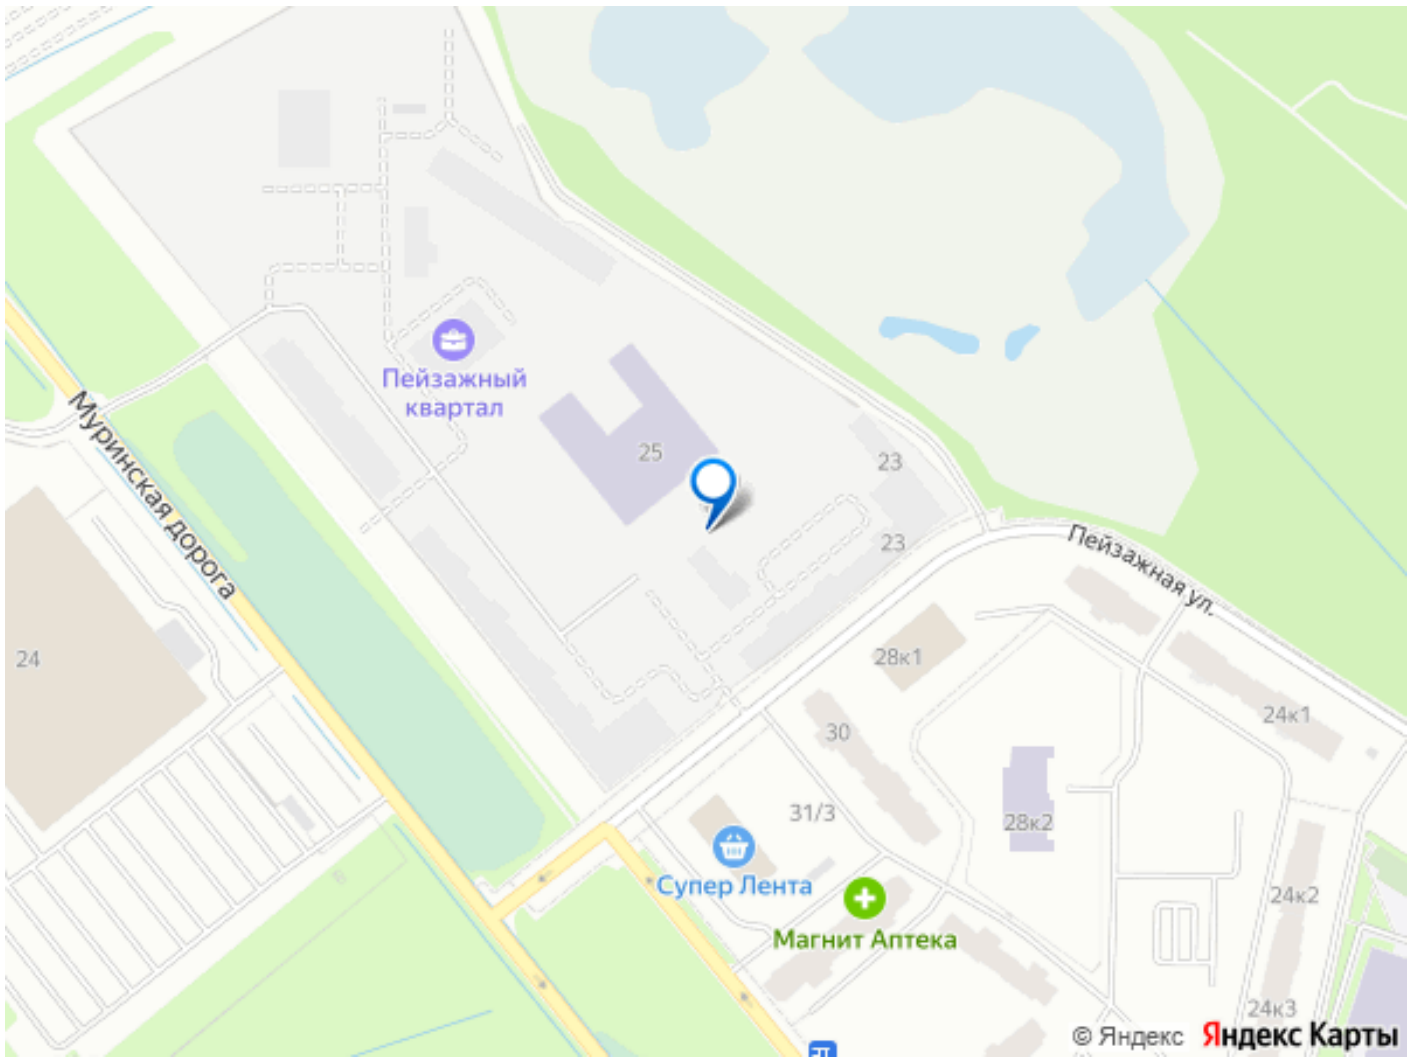 Пейзажный
квартал
25
23
23
Муринская дорога
Пейзажная ул.
24
28к1
30
24к1
31/3
28к2
Супер Лента
24к2
Магнит Аптека
24к3
© Яндекс Яндекс Карты